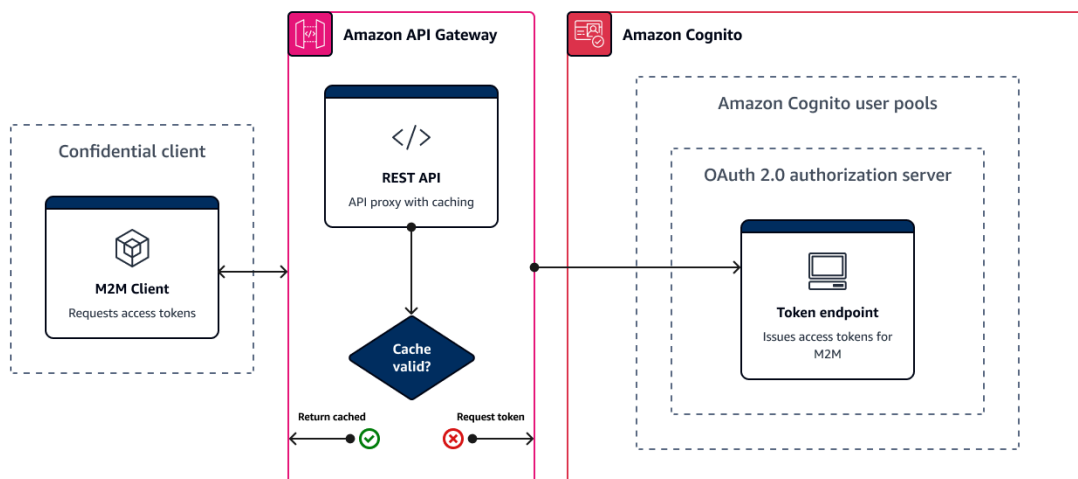 Amazon API Gateway
Amazon Cognito
Amazon Cognito user pools
Confidential client
OAuth 2.0 authorization server
REST API
API proxy with caching
M2M Client
Requests access tokens
Token endpoint
Issues access tokens for
M2M
Cache
valid?
Return cached
Request token